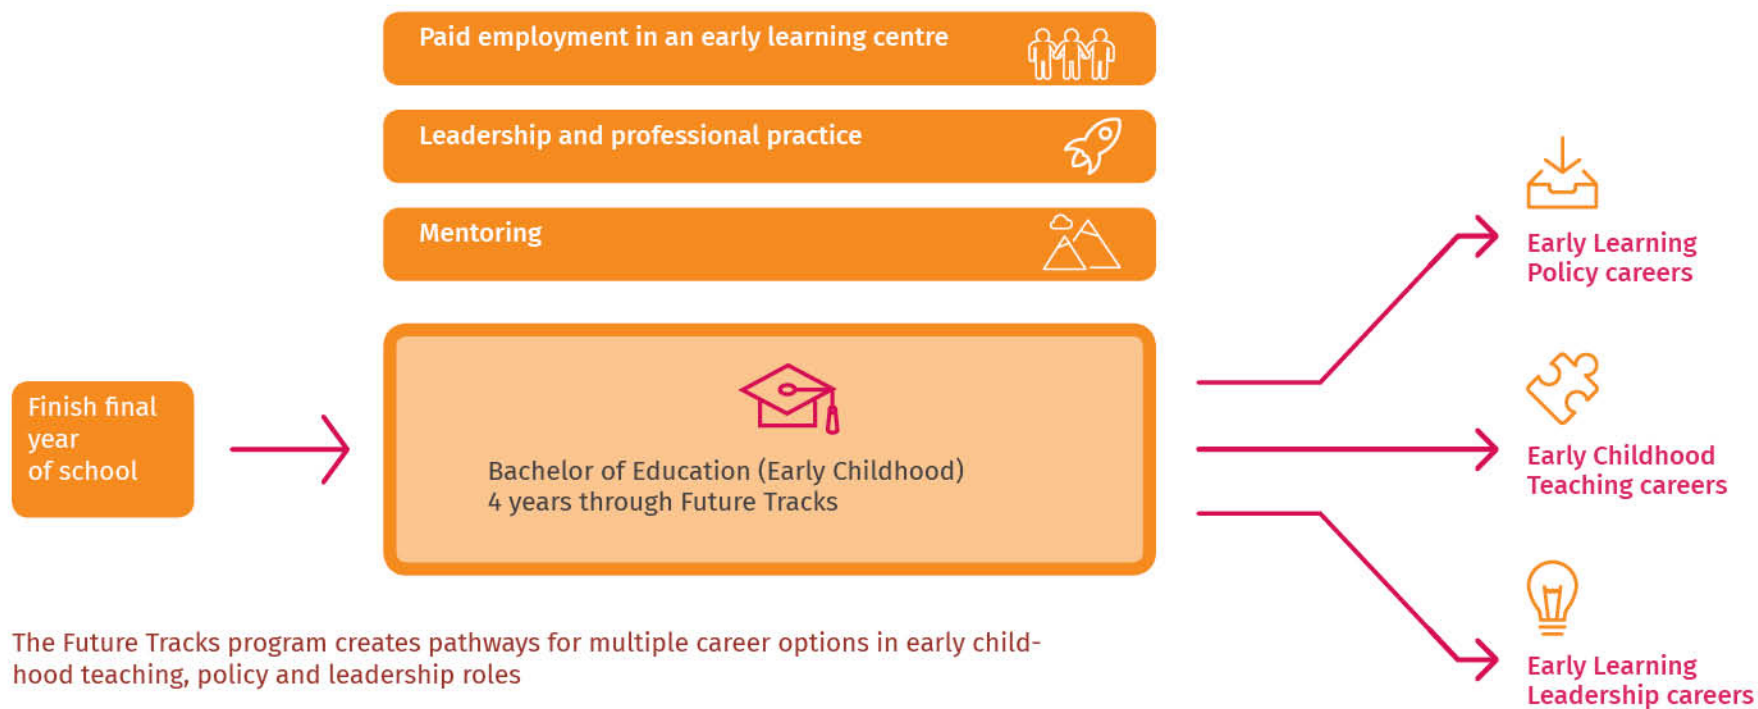 Paid employment in an early learning centre
Leadership and professional practice
Mentoring
Finish final
year
of school
Bachelor of Education (Early Childhood)
4 years through Future Tracks
Early Learning
Policy careers
Early Childhood
Teaching careers
Early Learning
Leadership careers
The Future Tracks program creates pathways for multiple career options in early child-
hood teaching, policy and leadership roles